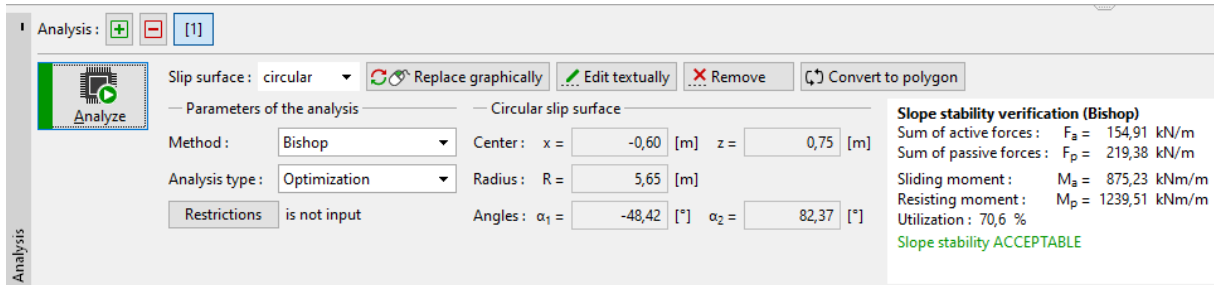 Analysis : [1]
Analyze
Slip surface : circular Replace graphically Edit textually Remove Convert to polygon
Parameters of the analysis Circular slip surface
Method : Bishop Center : x = -0,60 [m] z = 0,75 [m]
Analysis type : Optimization Radius : R = 5,65 [m]
Restrictions is not input Angles : α1 = -48,42 [°] α2 = 82,37 [°]
Slope stability verification (Bishop)
Sum of active forces : Fa = 154,91 kN/m
Sum of passive forces : Fp = 219,38 kN/m
Sliding moment : Ma = 875,23 kNm/m
Resisting moment : Mp = 1239,51 kNm/m
Utilization : 70,6 %
Slope stability ACCEPTABLE
Analysis